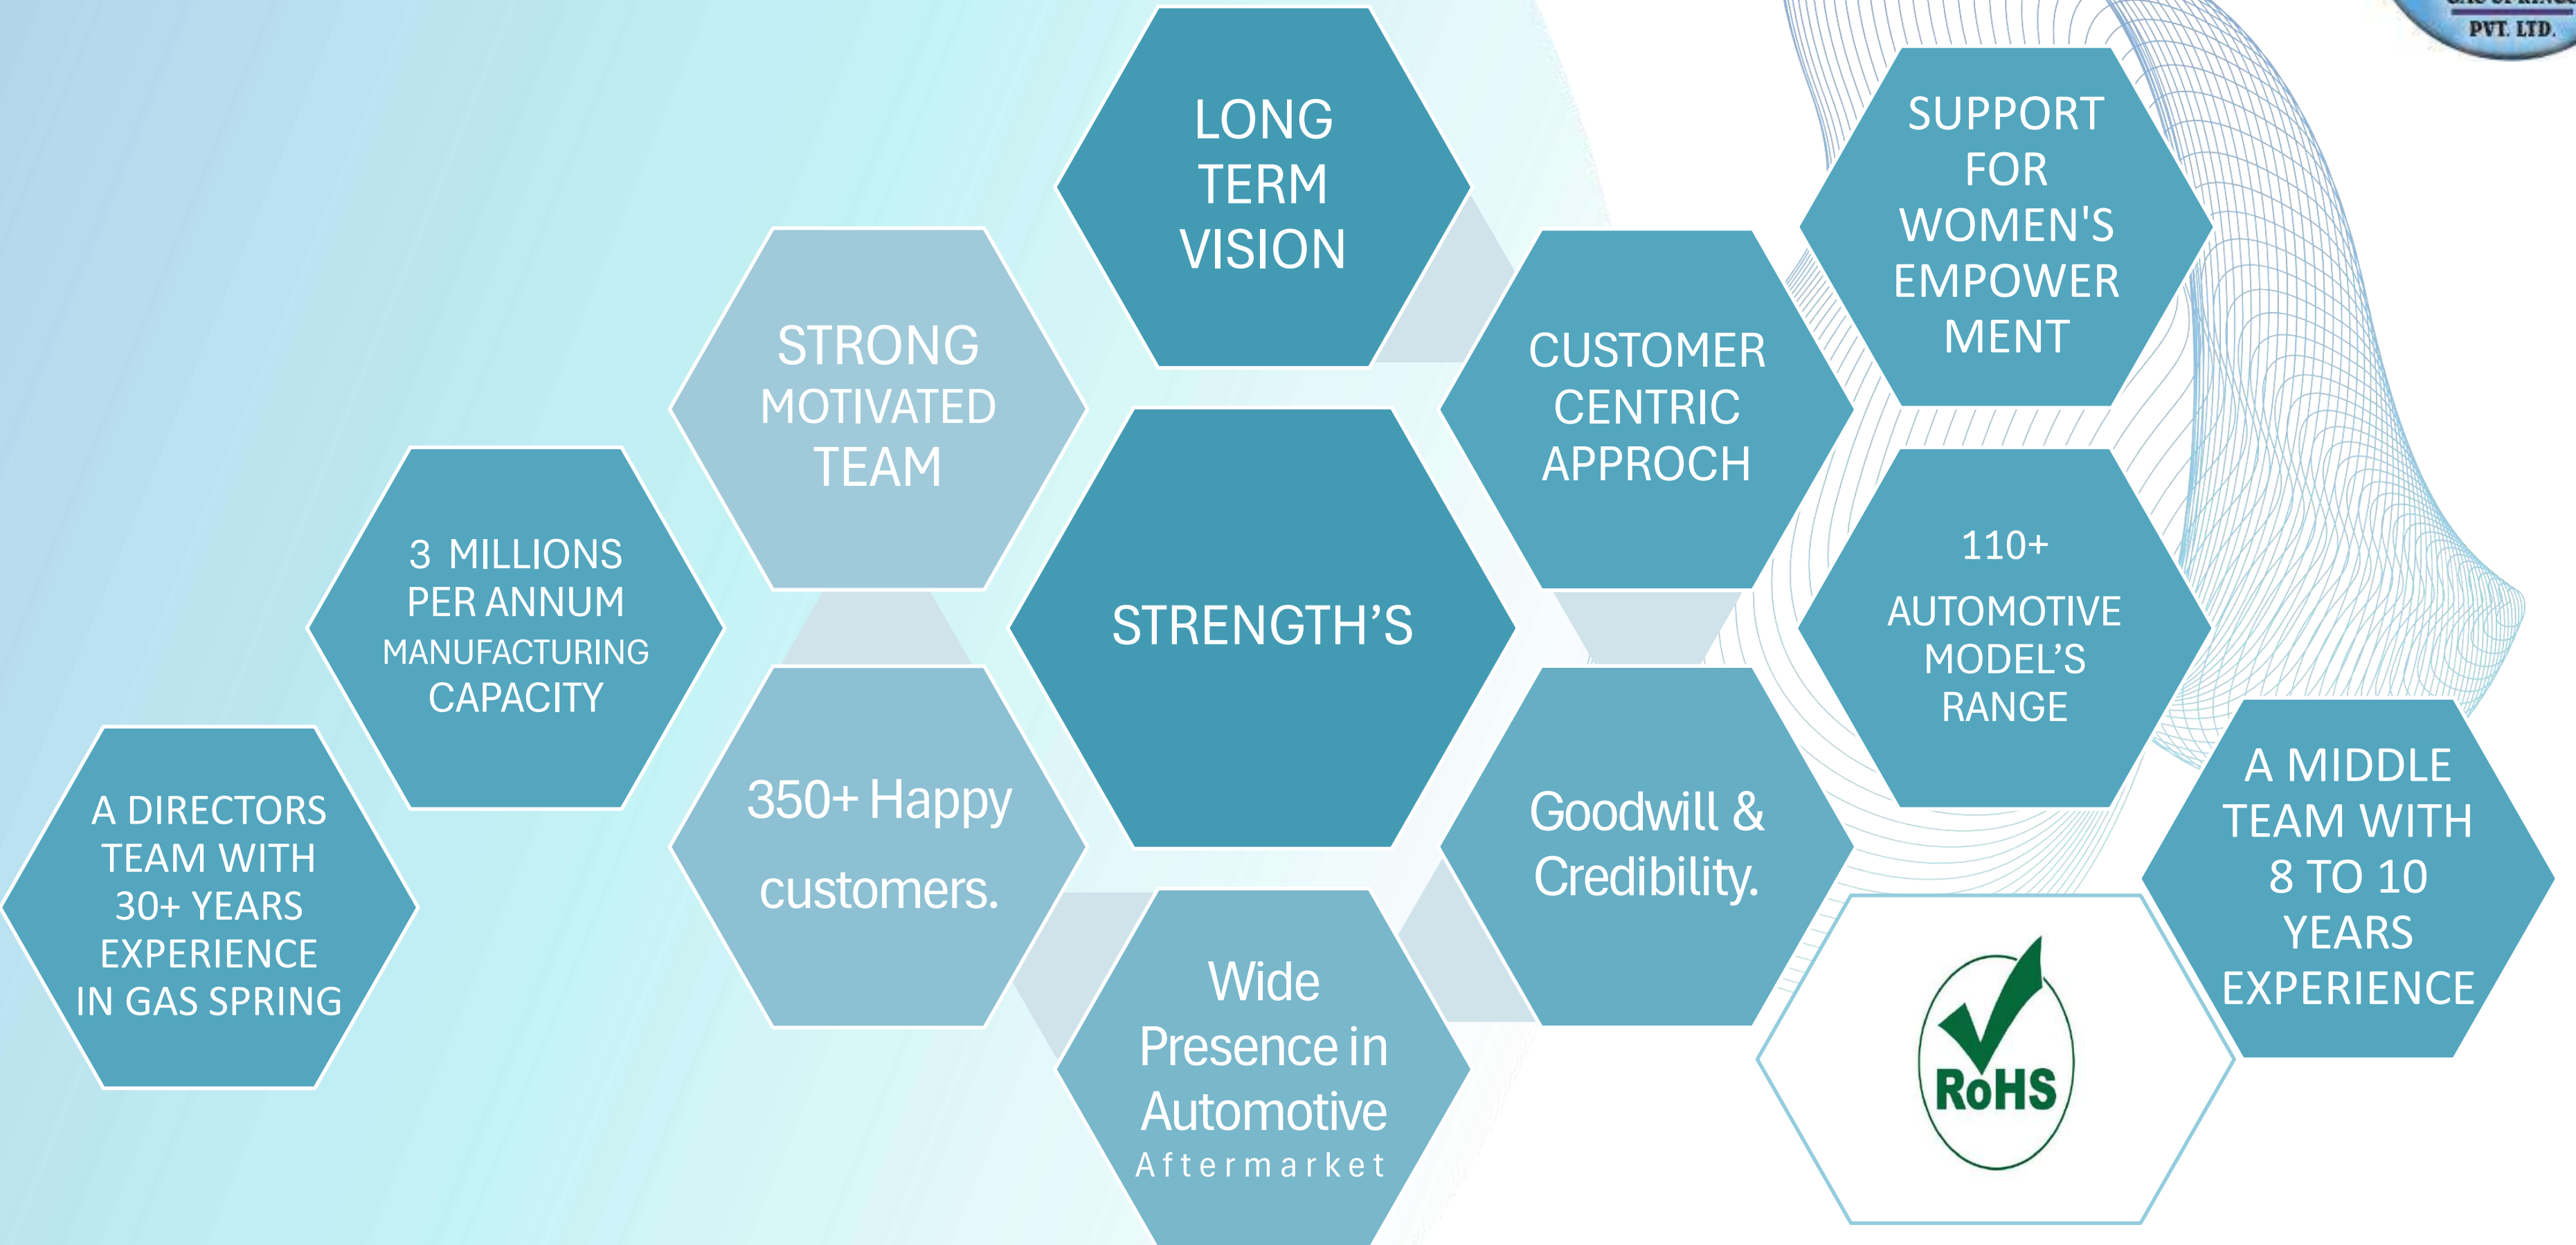 PVT. LTD.
LONG
TERM
VISION
SUPPORT
FOR
WOMEN'S
EMPOWER
MENT
STRONG
MOTIVATED
TEAM
CUSTOMER
CENTRIC
APPROCH
3 MILLIONS
PER ANNUM
MANUFACTURING
CAPACITY
STRENGTH’S
110+
AUTOMOTIVE
MODEL’S
RANGE
A DIRECTORS
TEAM WITH
30+ YEARS
EXPERIENCE
IN GAS SPRING
350+ Happy
customers.
Goodwill &
Credibility.
A MIDDLE
TEAM WITH
8 TO 10
YEARS
EXPERIENCE
Wide
Presence in
Automotive
Aftermarket
RoHS